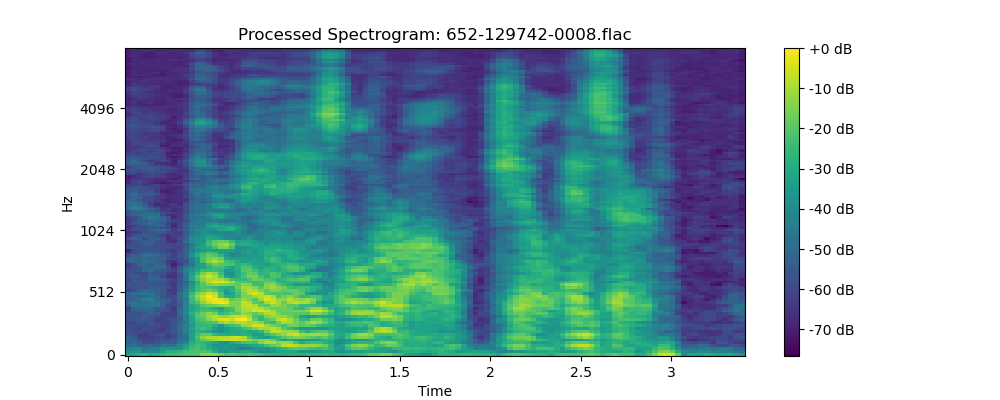 Processed Spectrogram: 652-129742-0008.flac
+0 dB
-10 dB
-20 dB
-30 dB
-40 dB
-50 dB
-60 dB
-70 dB
4096
2048
1024
512
0
Hz
0
0.5
1
1.5
2
2.5
3
Time